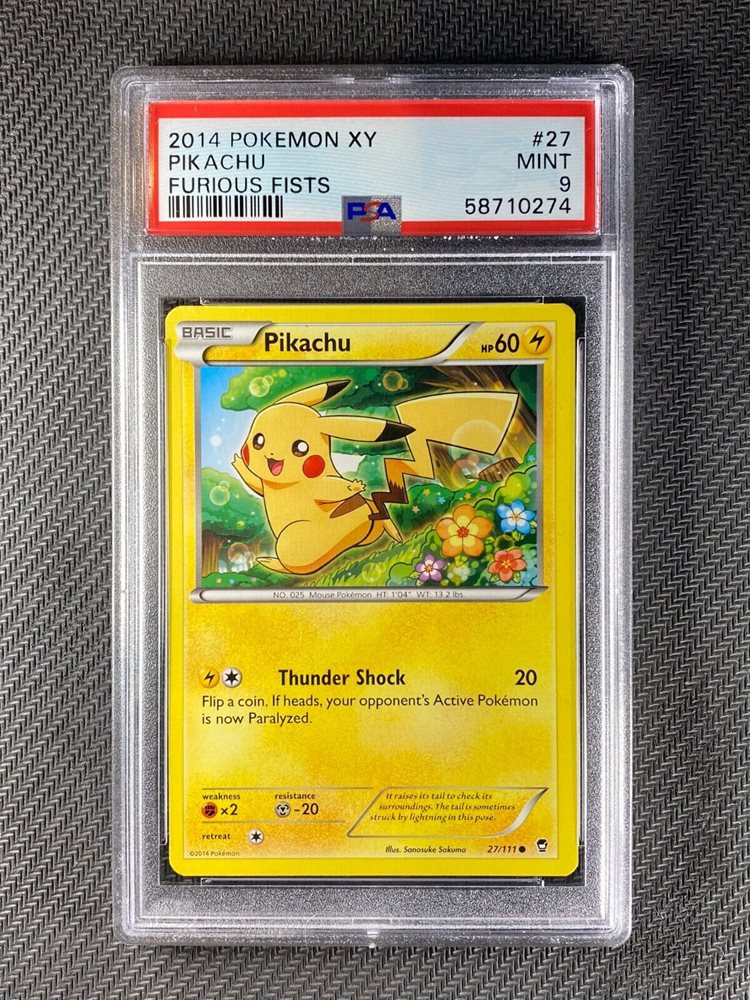 2014 POKEMON XY #27
PIKACHU MINT
FURIOUS FISTS 9
PSA 58710274
BASIC Pikachu HP60
NO. 025 Mouse Pokémon HT: 1'04" WT: 13.2 lbs.
Thunder Shock 20
Flip a coin. If heads, your opponent's Active Pokémon
is now Paralyzed.
weakness resistance
×2 -20
It raises its tail to check its
surroundings. The tail is sometimes
struck by lightning in this pose.
retreat
©2014 Pokémon Illus. Sanosuke Sakuma 27/111